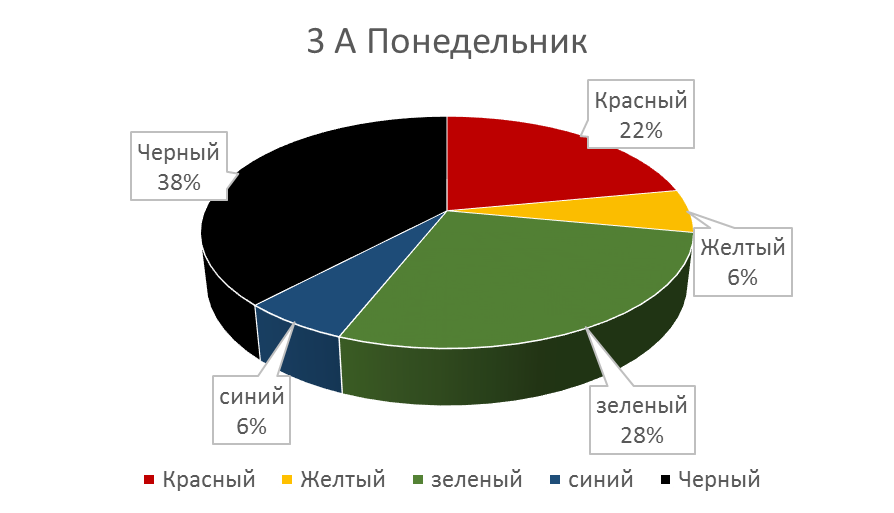 3 А Понедельник
Красный
22%
Черный
38%
Желтый
6%
синий
6%
зеленый
28%
Красный Желтый зеленый синий Черный